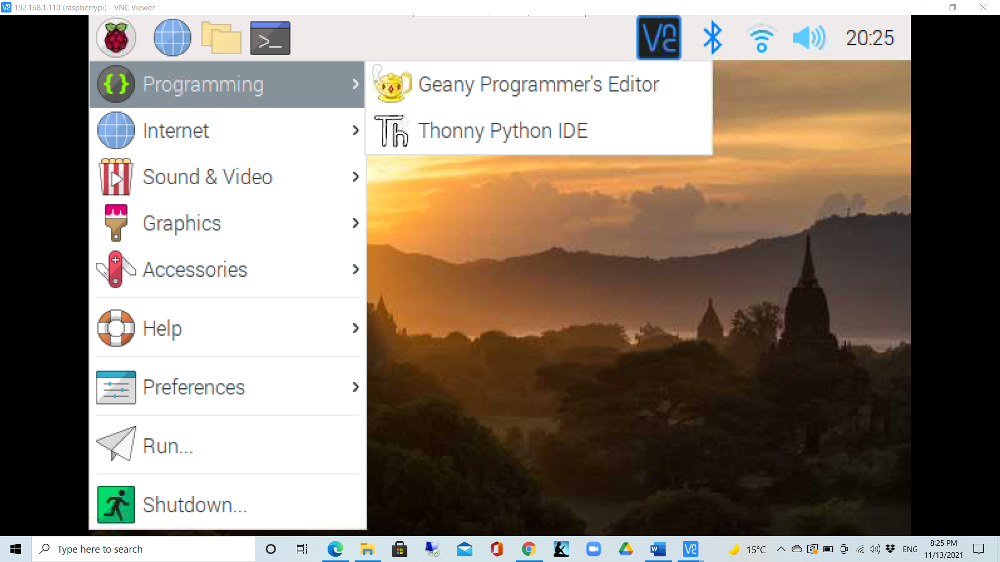 192.168.1.110 (raspberrypi) - VNC Viewer
20:25
Programming
Geany Programmer's Editor
Internet
Thonny Python IDE
Sound & Video
Graphics
Accessories
Help
Preferences
Run...
Shutdown...
Type here to search
15°C
ENG
8:25 PM
11/13/2021